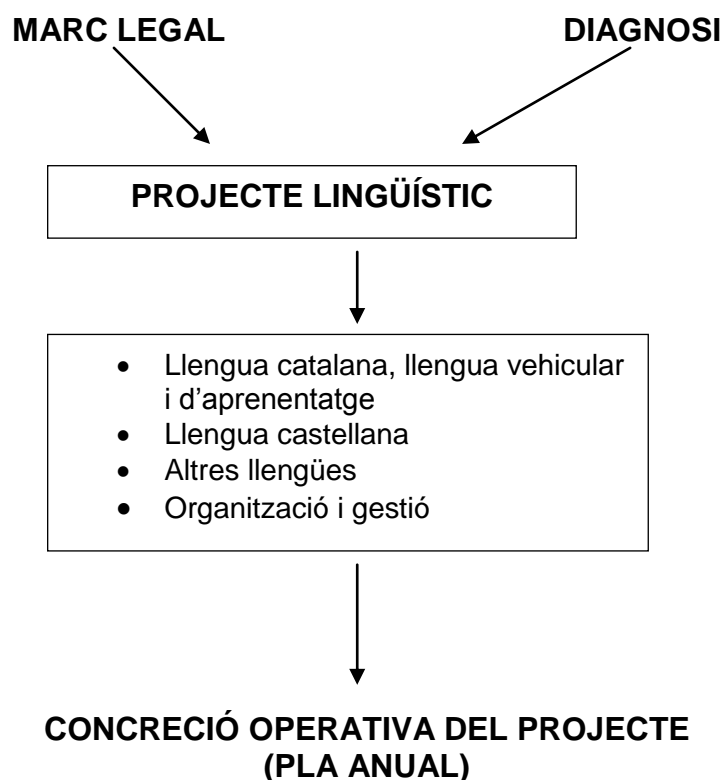 MARC LEGAL DIAGNOSI
PROJECTE LINGÜÍSTIC
• Llengua catalana, llengua vehicular
i d’aprenentatge
• Llengua castellana
• Altres llengües
• Organització i gestió
CONCRECIÓ OPERATIVA DEL PROJECTE
(PLA ANUAL)